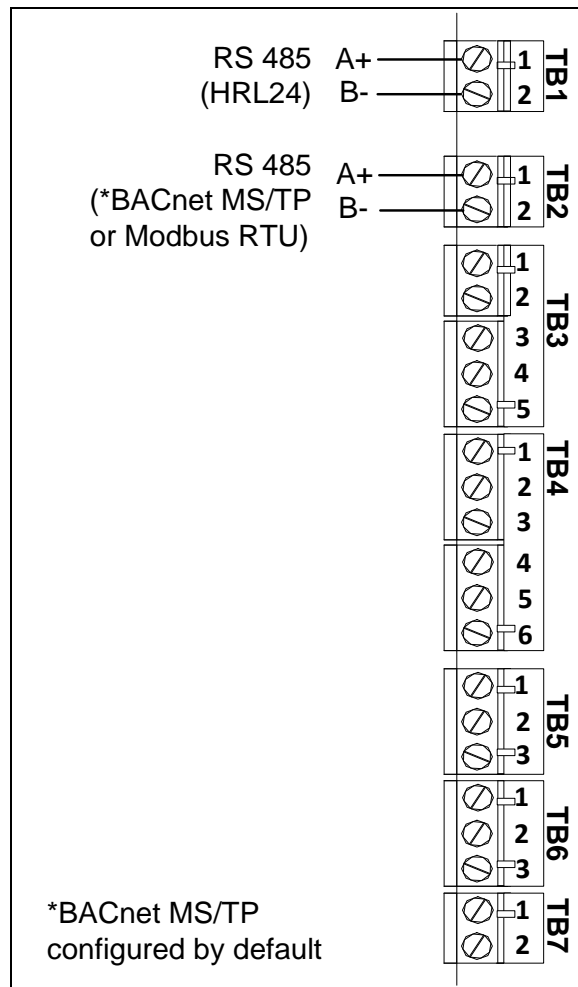 RS 485 A+ 1
(HRL24) B- 2
TB1
RS 485 A+ 1
(*BACnet MS/TP B- 2
or Modbus RTU)
TB2
1
2
3
4
5
TB3
1
2
3
4
5
6
TB4
1
2
3
TB5
1
2
3
TB6
1
2
TB7
*BACnet MS/TP
configured by default